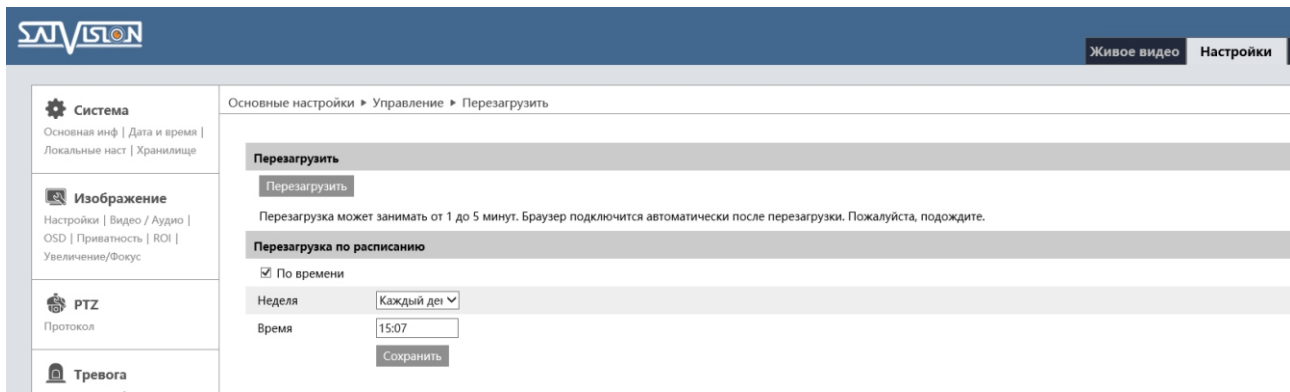 SATVISION
Живое видео
Настройки
Основные настройки ▸ Управление ▸ Перезагрузить
Система
Основная инф | Дата и время |
Локальные наст | Хранилище
Изображение
Настройки | Видео / Аудио |
OSD | Приватность | ROI |
Увеличение/Фокус
PTZ
Протокол
Тревога
Перезагрузить
Перезагрузить
Перезагрузка может занимать от 1 до 5 минут. Браузер подключится автоматически после перезагрузки. Пожалуйста, подождите.
Перезагрузка по расписанию
По времени
Неделя Каждый ден
Время 15:07
Сохранить